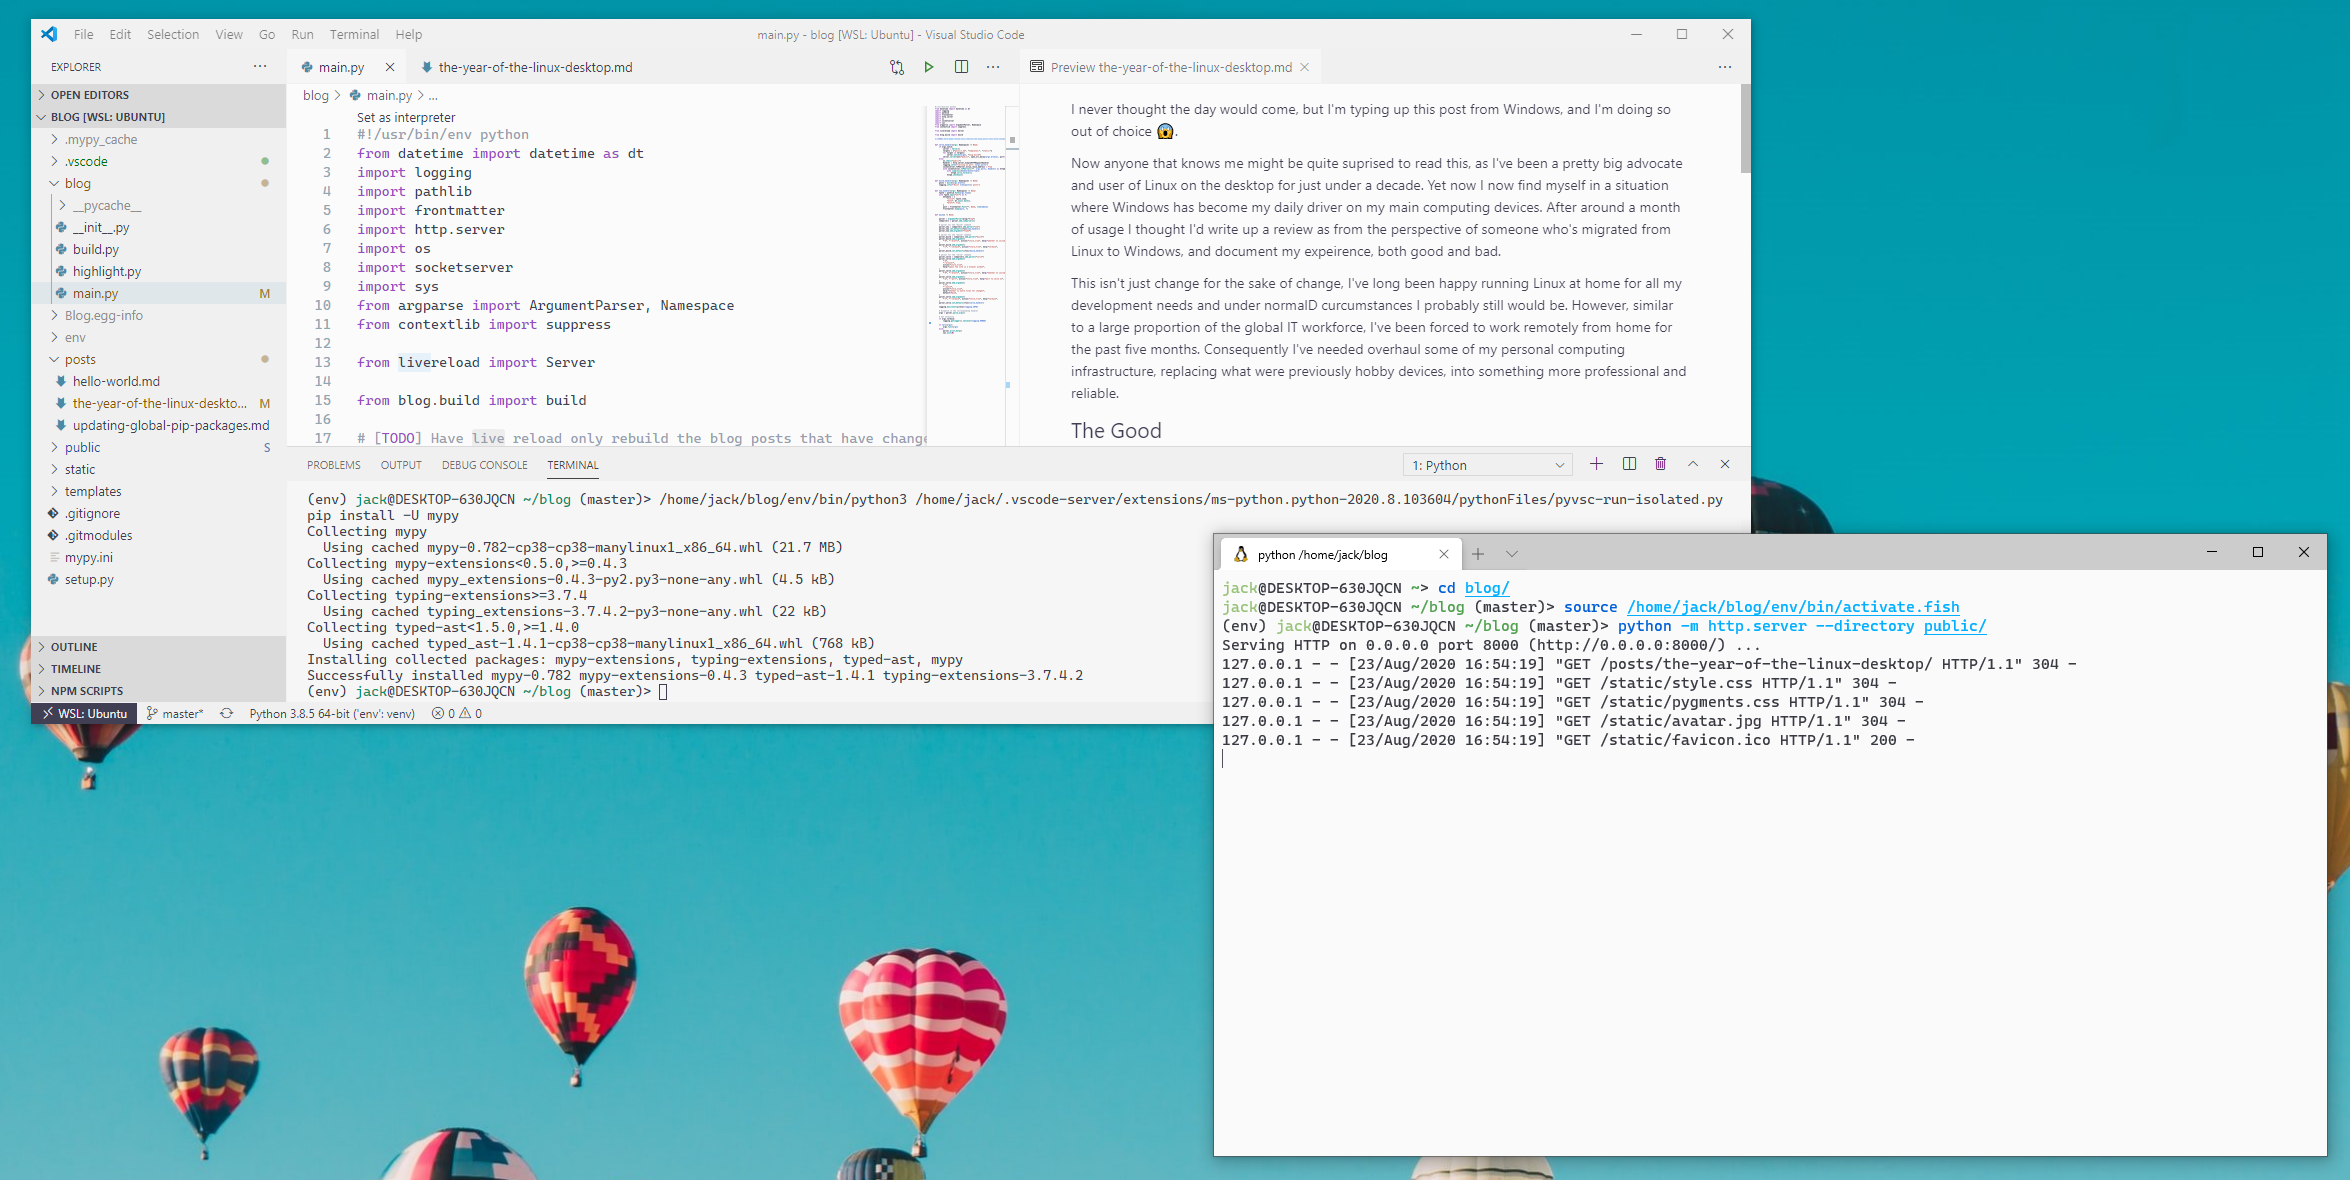 File Edit Selection View Go Run Terminal Help
main.py - blog [WSL: Ubuntu] - Visual Studio Code
EXPLORER
OPEN EDITORS
BLOG [WSL: UBUNTU]
.mypy_cache
.vscode
blog
__pycache__
__init__.py
build.py
highlight.py
main.py M
Blog.egg-info
env
posts
hello-world.md
the-year-of-the-linux-deskto... M
updating-global-pip-packages.md
public S
static
templates
.gitignore
.gitmodules
mypy.ini
setup.py
OUTLINE
TIMELINE
NPM SCRIPTS
main.py the-year-of-the-linux-desktop.md
blog > main.py > ...
Set as interpreter
1 #!/usr/bin/env python
2 from datetime import datetime as dt
3 import logging
4 import pathlib
5 import frontmatter
6 import http.server
7 import os
8 import socketserver
9 import sys
10 from argparse import ArgumentParser, Namespace
11 from contextlib import suppress
12
13 from livereload import Server
14
15 from blog.build import build
16
17 # [TODO] Have live reload only rebuild the blog posts that have change
Preview the-year-of-the-linux-desktop.md
I never thought the day would come, but I'm typing up this post from Windows, and I'm doing so
out of choice 😱.
Now anyone that knows me might be quite suprised to read this, as I've been a pretty big advocate
and user of Linux on the desktop for just under a decade. Yet now I now find myself in a situation
where Windows has become my daily driver on my main computing devices. After around a month
of usage I thought I'd write up a review as from the perspective of someone who's migrated from
Linux to Windows, and document my expeirence, both good and bad.
This isn't just change for the sake of change, I've long been happy running Linux at home for all my
development needs and under normalD curcumstances I probably still would be. However, similar
to a large proportion of the global IT workforce, I've been forced to work remotely from home for
the past five months. Consequently I've needed overhaul some of my personal computing
infrastructure, replacing what were previously hobby devices, into something more professional and
reliable.
The Good
PROBLEMS OUTPUT DEBUG CONSOLE TERMINAL
1: Python
(env) jack@DESKTOP-630JQCN ~/blog (master)> /home/jack/blog/env/bin/python3 /home/jack/.vscode-server/extensions/ms-python.python-2020.8.103604/pythonFiles/pyvsc-run-isolated.py
pip install -U mypy
Collecting mypy
Using cached mypy-0.782-cp38-cp38-manylinux1_x86_64.whl (21.7 MB)
Collecting mypy-extensions<0.5.0,>=0.4.3
Using cached mypy_extensions-0.4.3-py2.py3-none-any.whl (4.5 kB)
Collecting typing-extensions>=3.7.4
Using cached typing_extensions-3.7.4.2-py3-none-any.whl (22 kB)
Collecting typed-ast<1.5.0,>=1.4.0
Using cached typed_ast-1.4.1-cp38-cp38-manylinux1_x86_64.whl (768 kB)
Installing collected packages: mypy-extensions, typing-extensions, typed-ast, mypy
Successfully installed mypy-0.782 mypy-extensions-0.4.3 typed-ast-1.4.1 typing-extensions-3.7.4.2
(env) jack@DESKTOP-630JQCN ~/blog (master)>
WSL: Ubuntu master* Python 3.8.5 64-bit ('env': venv) 0 0
python /home/jack/blog
jack@DESKTOP-630JQCN ~> cd blog/
jack@DESKTOP-630JQCN ~/blog (master)> source /home/jack/blog/env/bin/activate.fish
(env) jack@DESKTOP-630JQCN ~/blog (master)> python -m http.server --directory public/
Serving HTTP on 0.0.0.0 port 8000 (http://0.0.0.0:8000/) ...
127.0.0.1 - - [23/Aug/2020 16:54:19] "GET /posts/the-year-of-the-linux-desktop/ HTTP/1.1" 304 -
127.0.0.1 - - [23/Aug/2020 16:54:19] "GET /static/style.css HTTP/1.1" 304 -
127.0.0.1 - - [23/Aug/2020 16:54:19] "GET /static/pygments.css HTTP/1.1" 304 -
127.0.0.1 - - [23/Aug/2020 16:54:19] "GET /static/avatar.jpg HTTP/1.1" 304 -
127.0.0.1 - - [23/Aug/2020 16:54:19] "GET /static/favicon.ico HTTP/1.1" 200 -